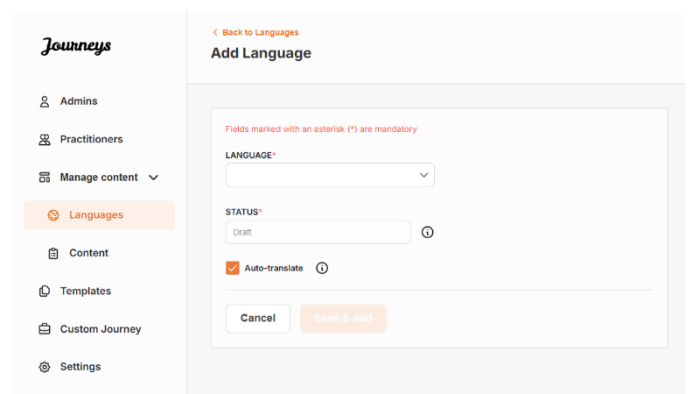 Journeys
Admins
Practitioners
Manage content
Languages
Content
Templates
Custom Journey
Settings
Back to Languages
Add Language
Fields marked with an asterisk (*) are mandatory
LANGUAGE*
STATUS*
Draft
Auto-translate
Cancel
Save & add